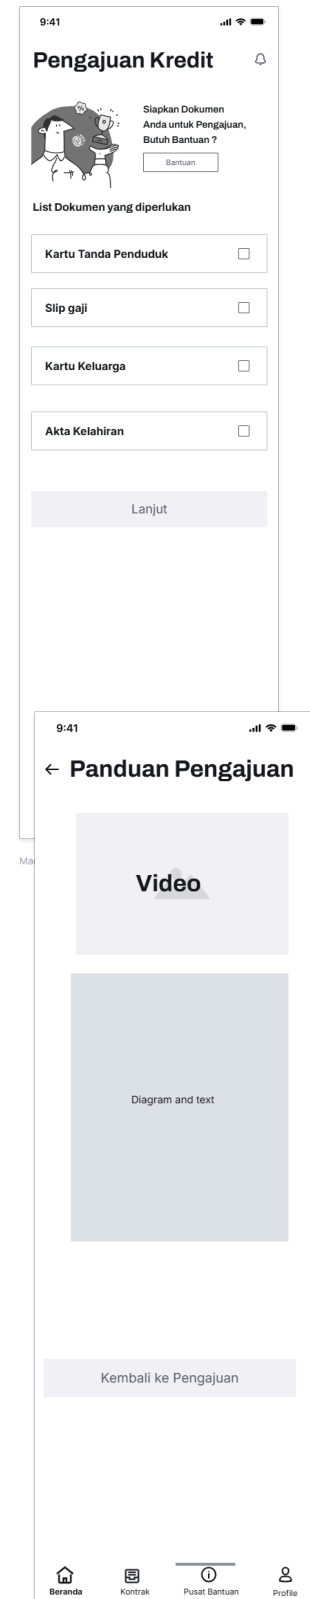 9:41
Pengajuan Kredit
Siapkan Dokumen
Anda untuk Pengajuan,
Butuh Bantuan ?
Bantuan
List Dokumen yang diperlukan
Kartu Tanda Penduduk
Slip gaji
Kartu Keluarga
Akta Kelahiran
Lanjut
9:41
← Panduan Pengajuan
Video
Diagram and text
Kembali ke Pengajuan
Beranda Kontrak Pusat Bantuan Profile